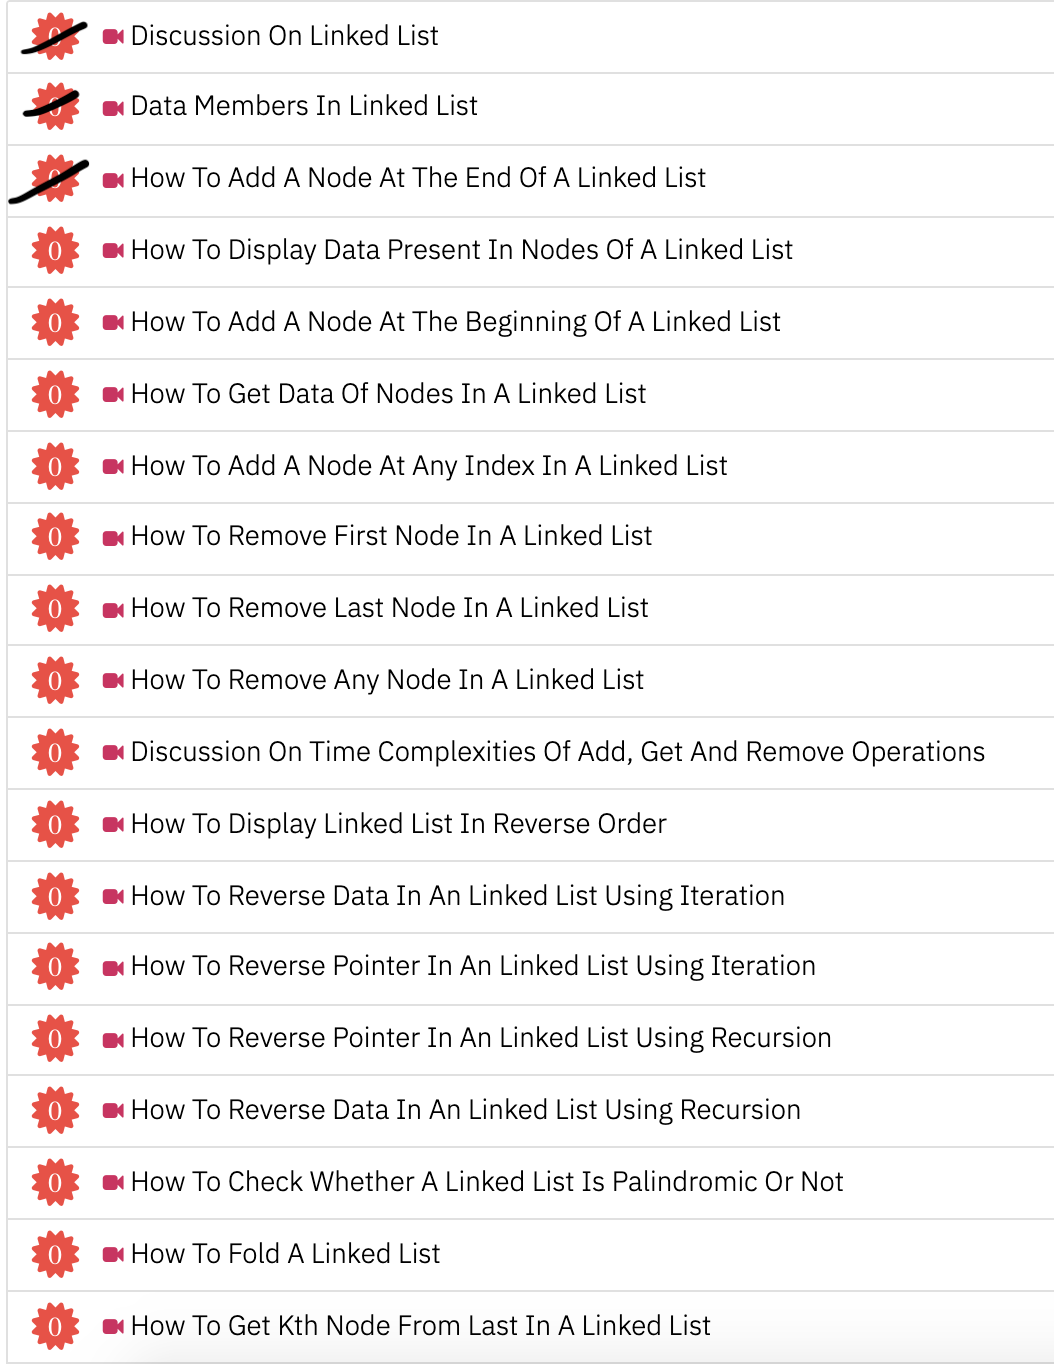 0 Discussion On Linked List
0 Data Members In Linked List
0 How To Add A Node At The End Of A Linked List
0 How To Display Data Present In Nodes Of A Linked List
0 How To Add A Node At The Beginning Of A Linked List
0 How To Get Data Of Nodes In A Linked List
0 How To Add A Node At Any Index In A Linked List
0 How To Remove First Node In A Linked List
0 How To Remove Last Node In A Linked List
0 How To Remove Any Node In A Linked List
0 Discussion On Time Complexities Of Add, Get And Remove Operations
0 How To Display Linked List In Reverse Order
0 How To Reverse Data In An Linked List Using Iteration
0 How To Reverse Pointer In An Linked List Using Iteration
0 How To Reverse Pointer In An Linked List Using Recursion
0 How To Reverse Data In An Linked List Using Recursion
0 How To Check Whether A Linked List Is Palindromic Or Not
0 How To Fold A Linked List
0 How To Get Kth Node From Last In A Linked List